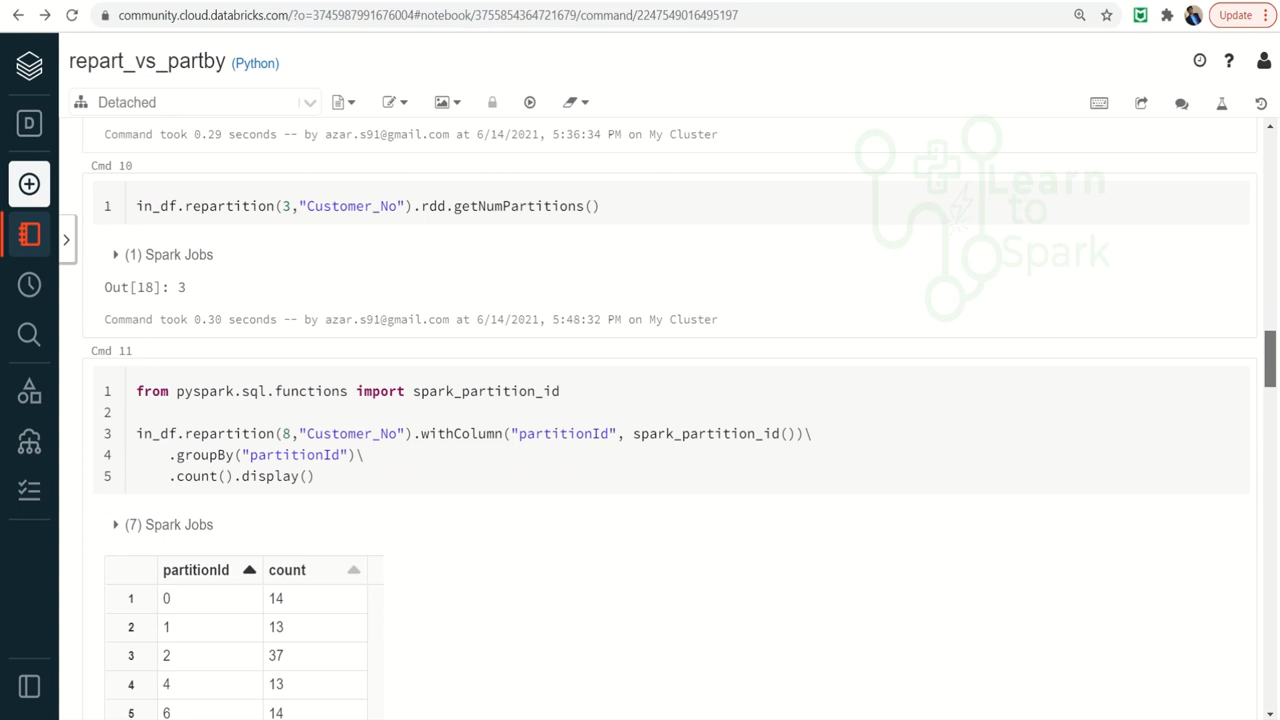 community.cloud.databricks.com/?o=3745987991676004#notebook/3755854364721679/command/2247549016495197
Update
repart_vs_partby (Python)
Detached
D
Command took 0.29 seconds -- by azar.s91@gmail.com at 6/14/2021, 5:36:34 PM on My Cluster
Cmd 10
1 in_df.repartition(3,"Customer_No").rdd.getNumPartitions()
Learn
to
Spark
(1) Spark Jobs
Out[18]: 3
Command took 0.30 seconds -- by azar.s91@gmail.com at 6/14/2021, 5:48:32 PM on My Cluster
Cmd 11
1 from pyspark.sql.functions import spark_partition_id
2
3 in_df.repartition(8,"Customer_No").withColumn("partitionId", spark_partition_id())\
4 .groupBy("partitionId")\
5 .count().display()
(7) Spark Jobs
partitionId count
1 0 14
2 1 13
3 2 37
4 4 13
5 6 14